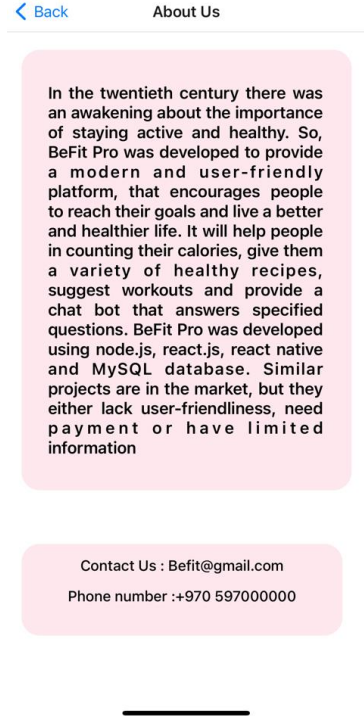 Back
About Us
In the twentieth century there was
an awakening about the importance
of staying active and healthy. So,
BeFit Pro was developed to provide
a modern and user-friendly
platform, that encourages people
to reach their goals and live a better
and healthier life. It will help people
in counting their calories, give them
a variety of healthy recipes,
suggest workouts and provide a
chat bot that answers specified
questions. BeFit Pro was developed
using node.js, react.js, react native
and MySQL database. Similar
projects are in the market, but they
either lack user-friendliness, need
payment or have limited
information
Contact Us : Befit@gmail.com
Phone number :+970 597000000